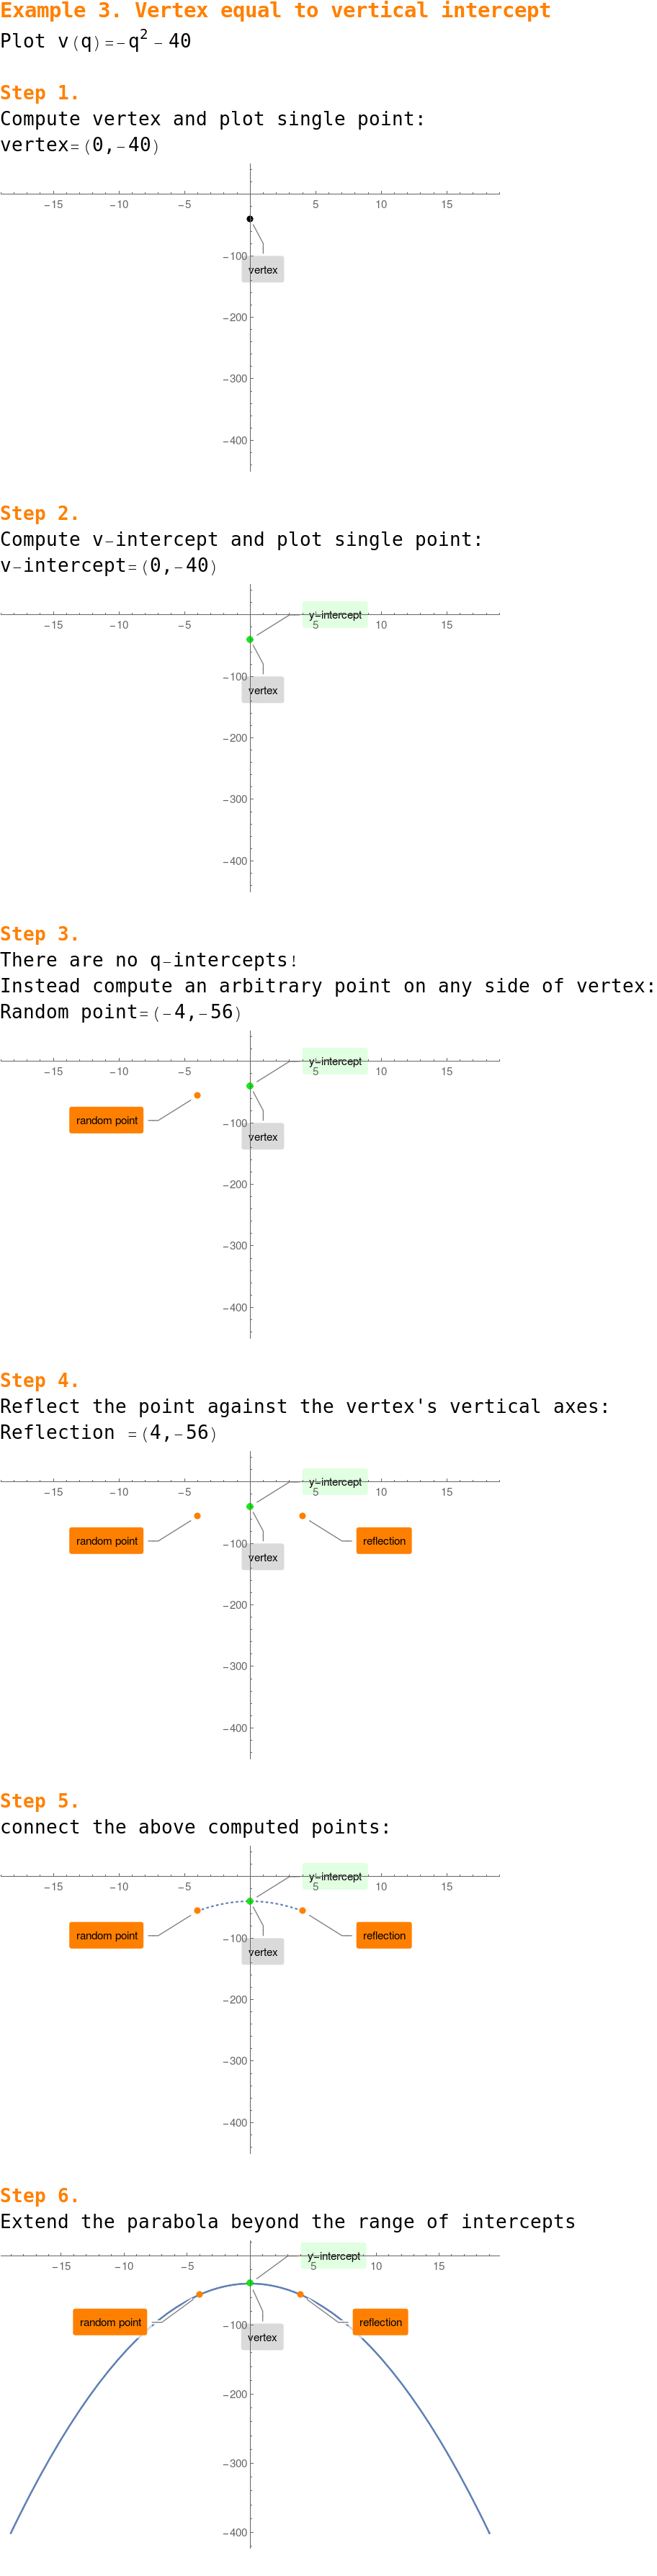 Example 3. Vertex equal to vertical intercept
Plot v(q)=-q² - 40
Step 1.
Compute vertex and plot single point:
vertex=(0,-40)
-15 -10 -5 5 10 15
-100
vertex
-200
-300
-400
Step 2.
Compute v-intercept and plot single point:
v-intercept=(0,-40)
y-intercept
-15 -10 -5 5 10 15
-100
vertex
-200
-300
-400
Step 3.
There are no q-intercepts!
Instead compute an arbitrary point on any side of vertex:
Random point=(-4,-56)
y-intercept
-15 -10 -5 5 10 15
random point
-100
vertex
-200
-300
-400
Step 4.
Reflect the point against the vertex's vertical axes:
Reflection =(4,-56)
y-intercept
-15 -10 -5 5 10 15
random point reflection
-100
vertex
-200
-300
-400
Step 5.
connect the above computed points:
y-intercept
-15 -10 -5 5 10 15
random point reflection
-100
vertex
-200
-300
-400
Step 6.
Extend the parabola beyond the range of intercepts
y-intercept
-15 -10 -5 5 10 15
random point reflection
-100
vertex
-200
-300
-400